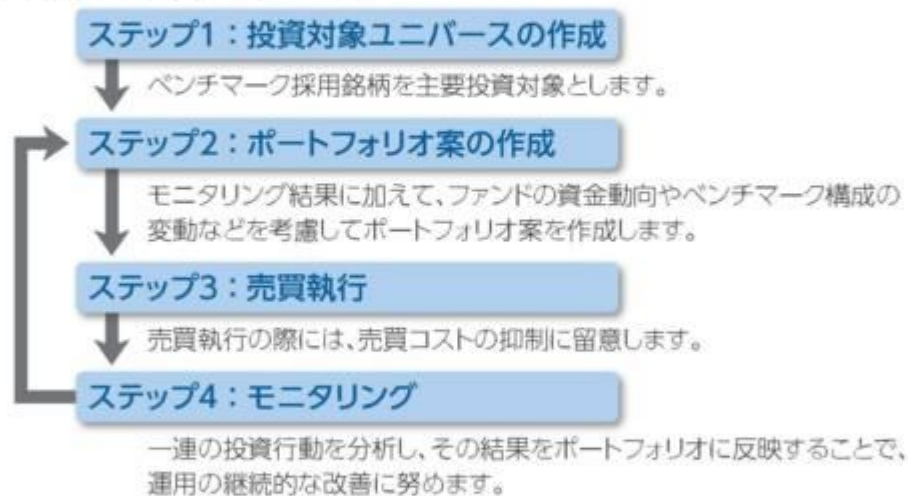 ステップ1：投資対象ユニバースの作成
ベンチマーク採用銘柄を主要投資対象とします。
ステップ2：ポートフォリオ案の作成
モニタリング結果に加えて、ファンドの資金動向やベンチマーク構成の
変動などを考慮してポートフォリオ案を作成します。
ステップ3：売買執行
売買執行の際には、売買コストの抑制に留意します。
ステップ4：モニタリング
一連の投資行動を分析し、その結果をポートフォリオに反映することで、
運用の継続的な改善に努めます。